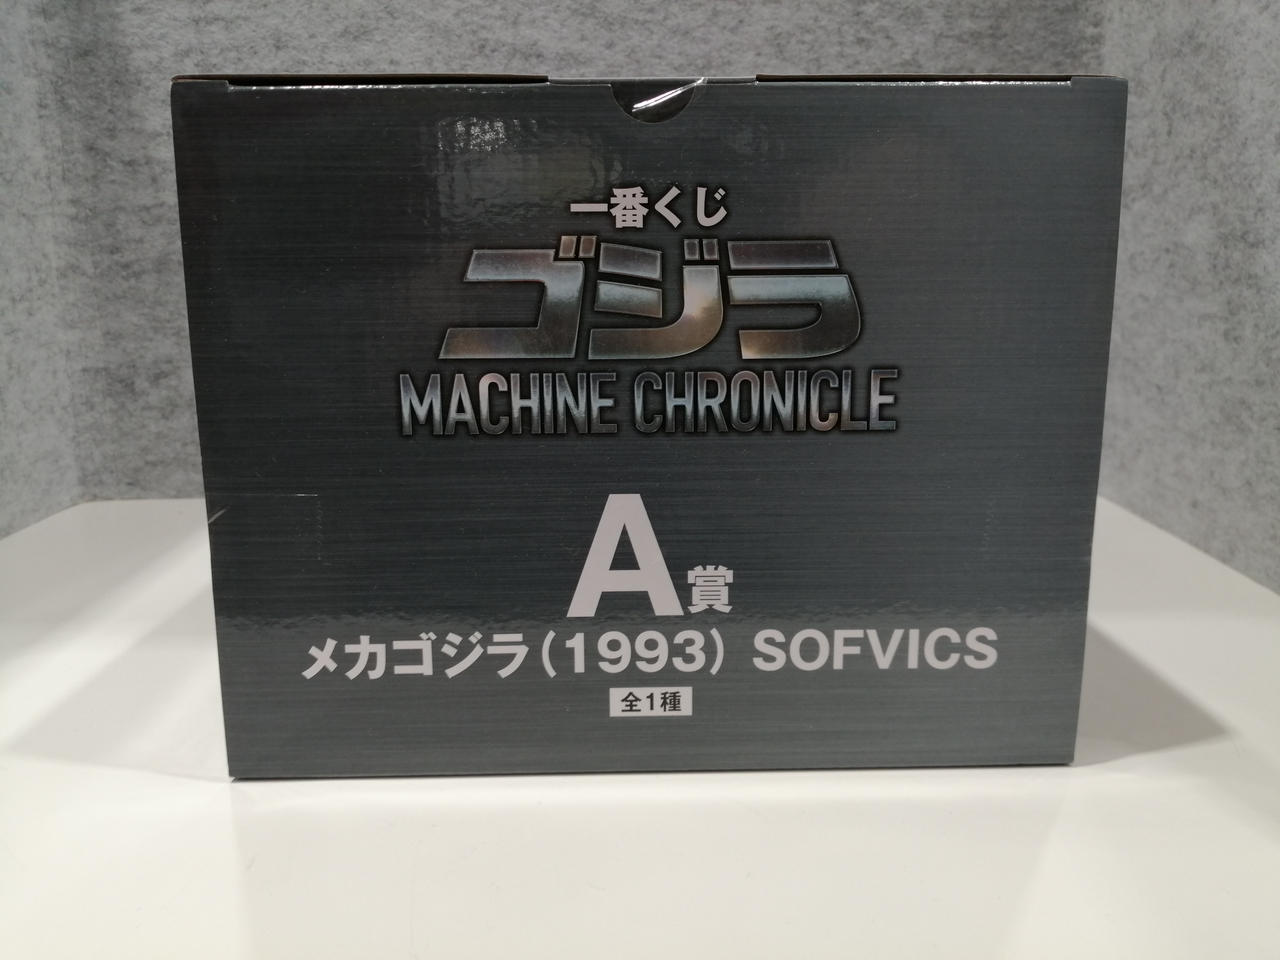 一番くじ
ゴジラ
MACHINE CHRONICLE
A賞
メカゴジラ(1993) SOFVICS
全1種